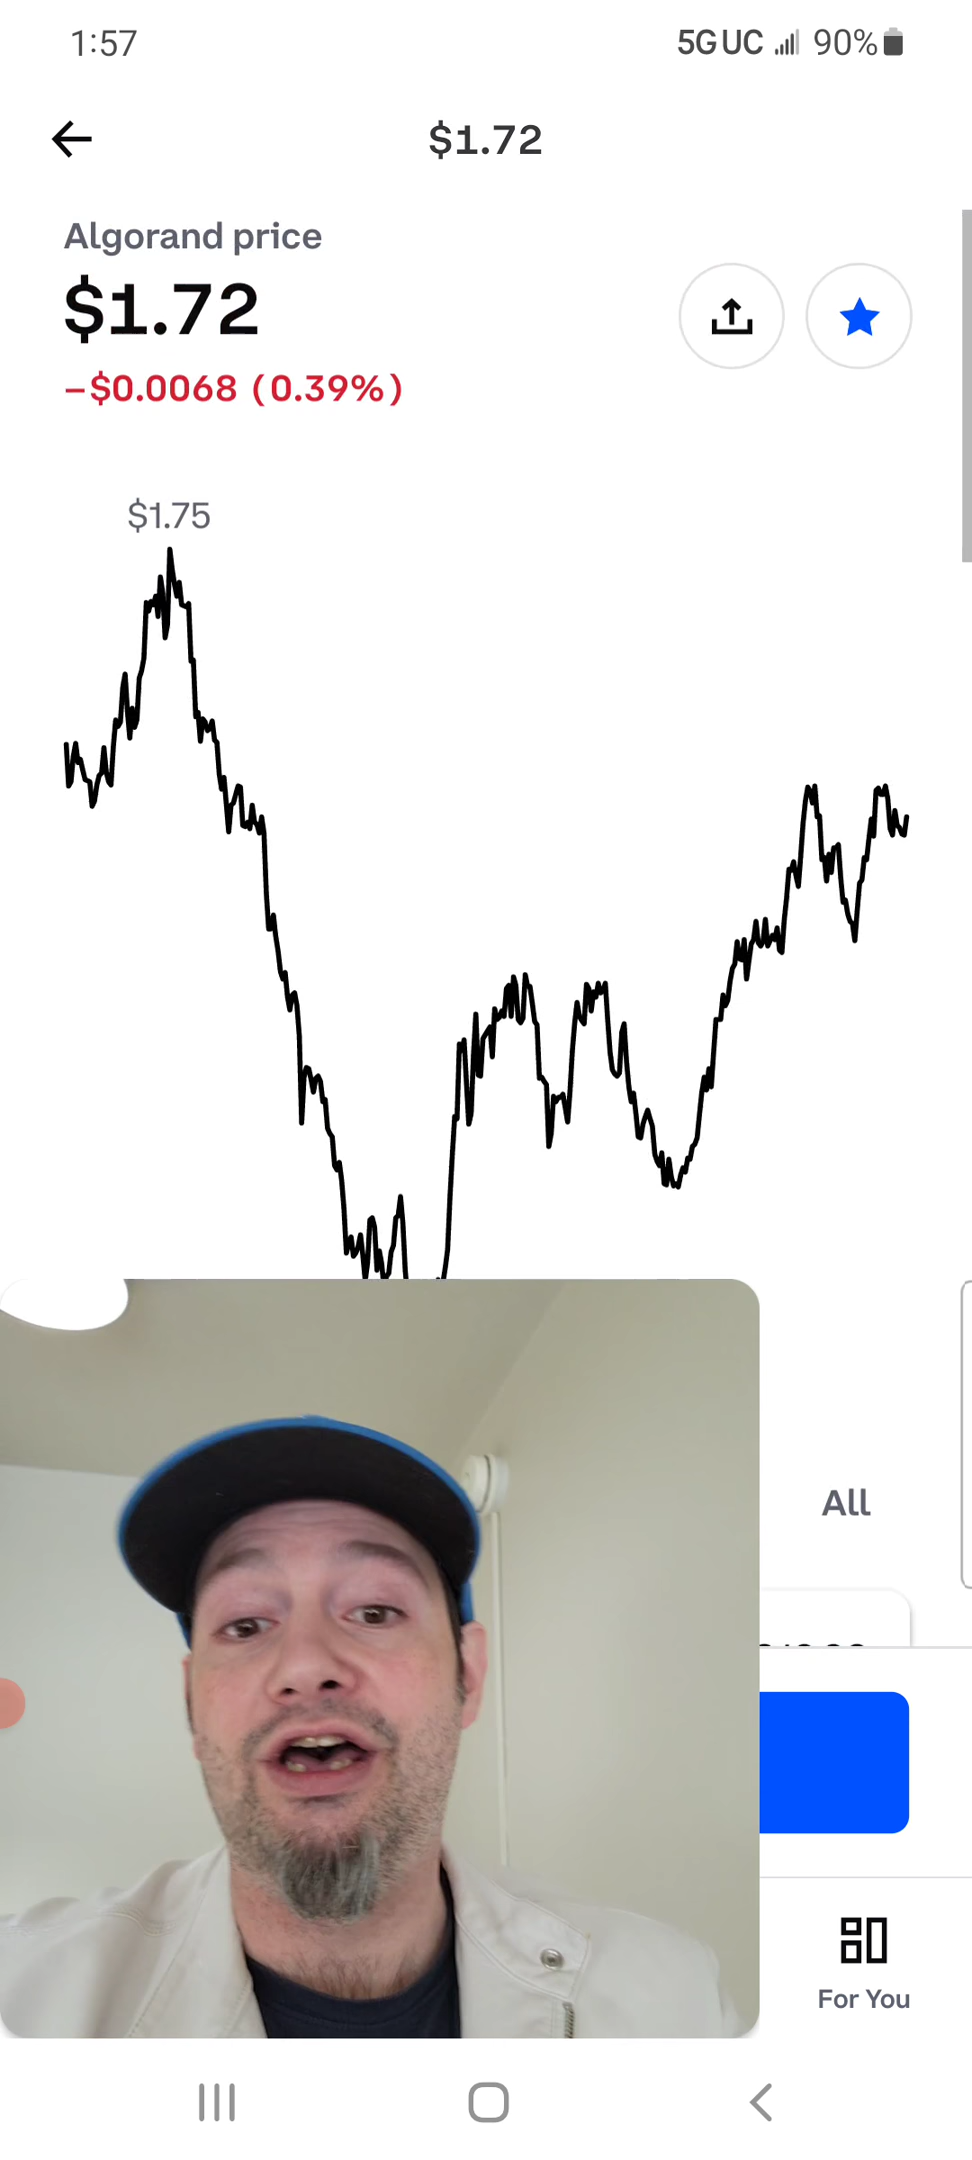 1:57 5G UC 90%
$1.72
Algorand price
$1.72
−$0.0068 (0.39%)
$1.75
All
For You